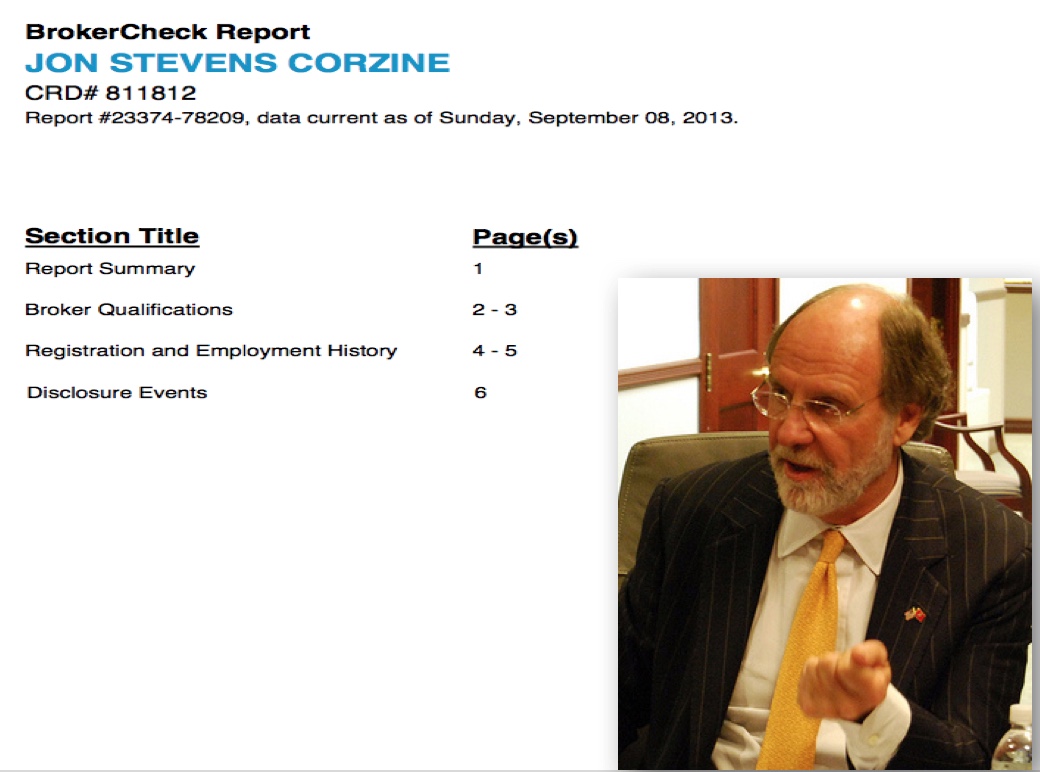 BrokerCheck Report
JON STEVENS CORZINE
CRD# 811812
Report #23374-78209, data current as of Sunday, September 08, 2013.
Section Title Page(s)
Report Summary 1
Broker Qualifications 2 - 3
Registration and Employment History 4 - 5
Disclosure Events 6